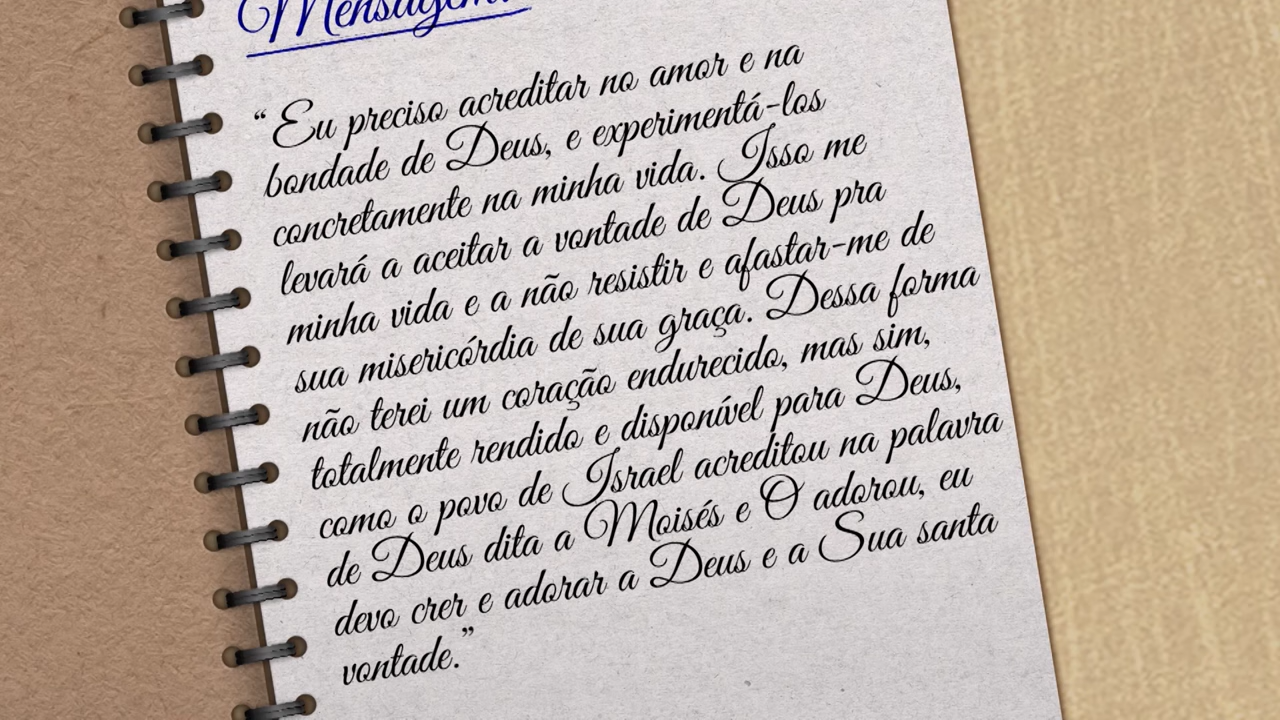 Mensagem:
“ Eu preciso acreditar no amor e na
bondade de Deus, e experimentá-los
concretamente na minha vida. Isso me
levará a aceitar a vontade de Deus pra
minha vida e a não resistir e afastar-me de
sua misericórdia de sua graça. Dessa forma
não terei um coração endurecido, mas sim,
totalmente rendido e disponível para Deus,
como o povo de Israel acreditou na palavra
de Deus dita a Moisés e O adorou, eu
devo crer e adorar a Deus e a Sua santa
vontade.”